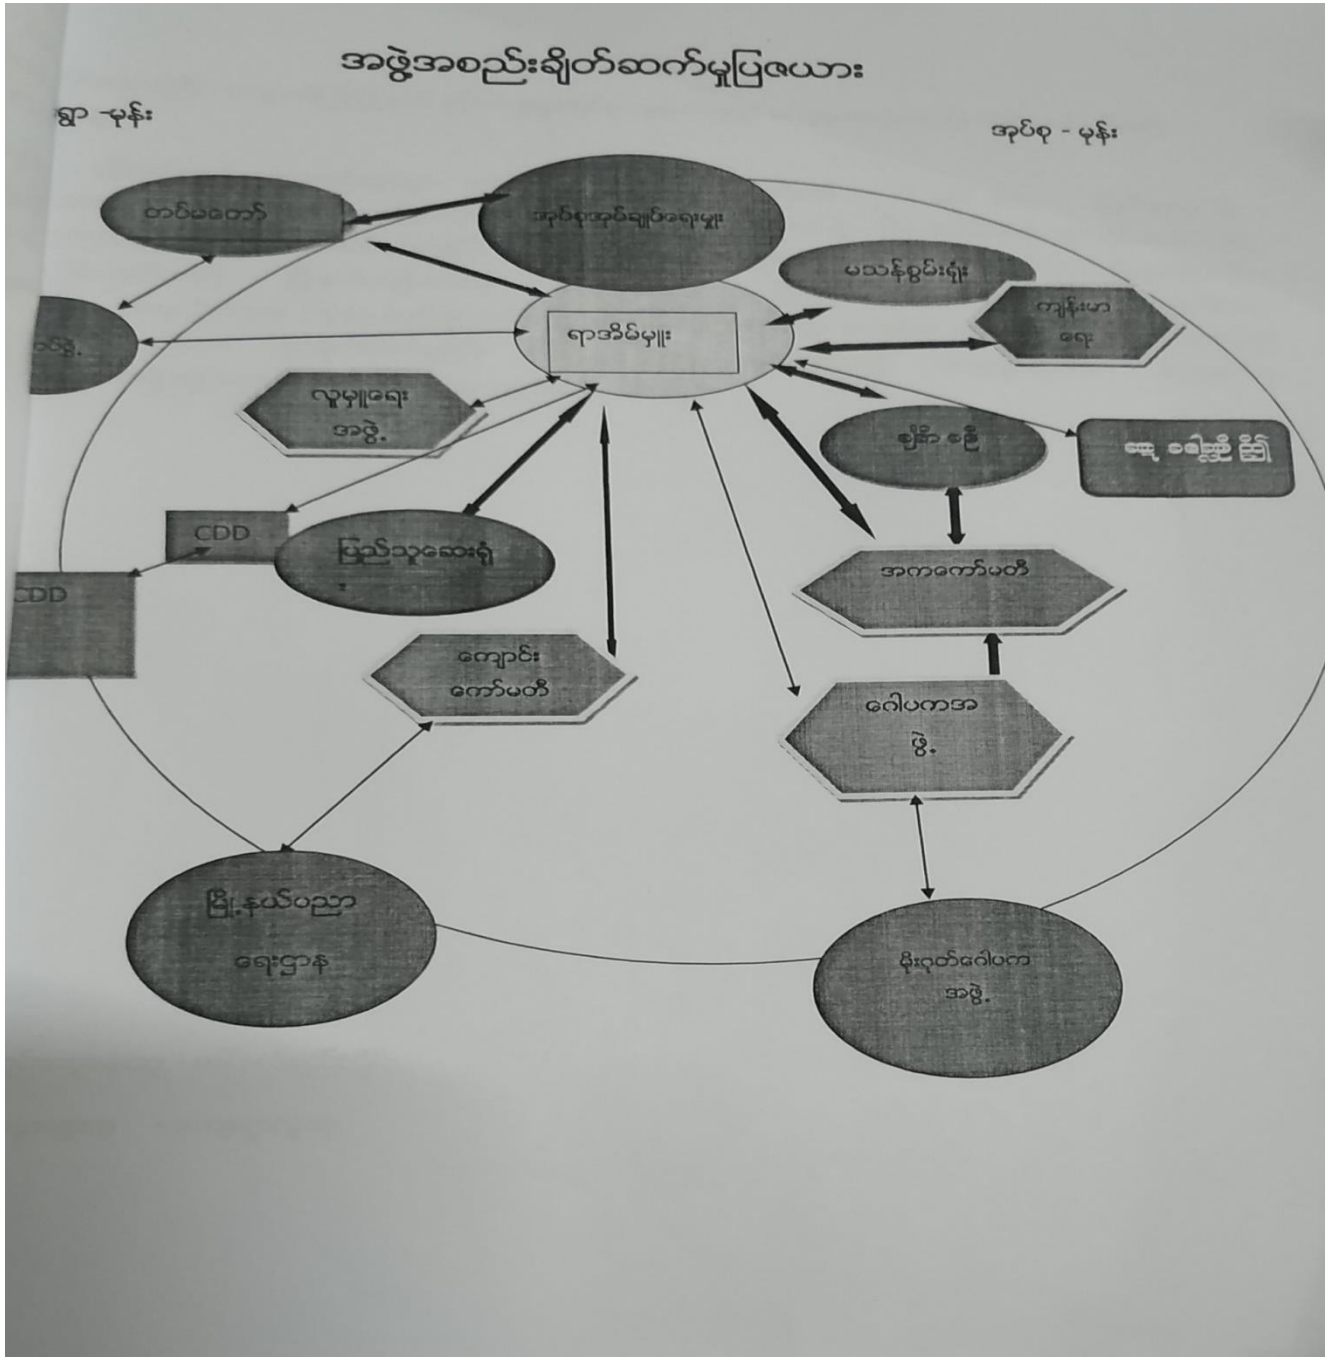 အဖွဲ့အစည်းချိတ်ဆက်မှုပြဇယား
ရွာ -မုန်း
အုပ်စု - မုန်း
တပ်မတော်
အုပ်စုအုပ်ချုပ်ရေးမှူး
မသန်စွမ်းရုံး
ကျန်းမာ
ရေး
ရာအိမ်မှူး
လူမှူရေး
အဖွဲ့
CDD
ပြည်သူ့ဆေးရုံ
CDD
အကကော်မတီ
ကျောင်း
ကော်မတီ
ဂေါပကအ
ဖွဲ့
မြို့နယ်ပညာ
ရေးဌာန
မိုးဂုတ်ဂေါပက
အဖွဲ့